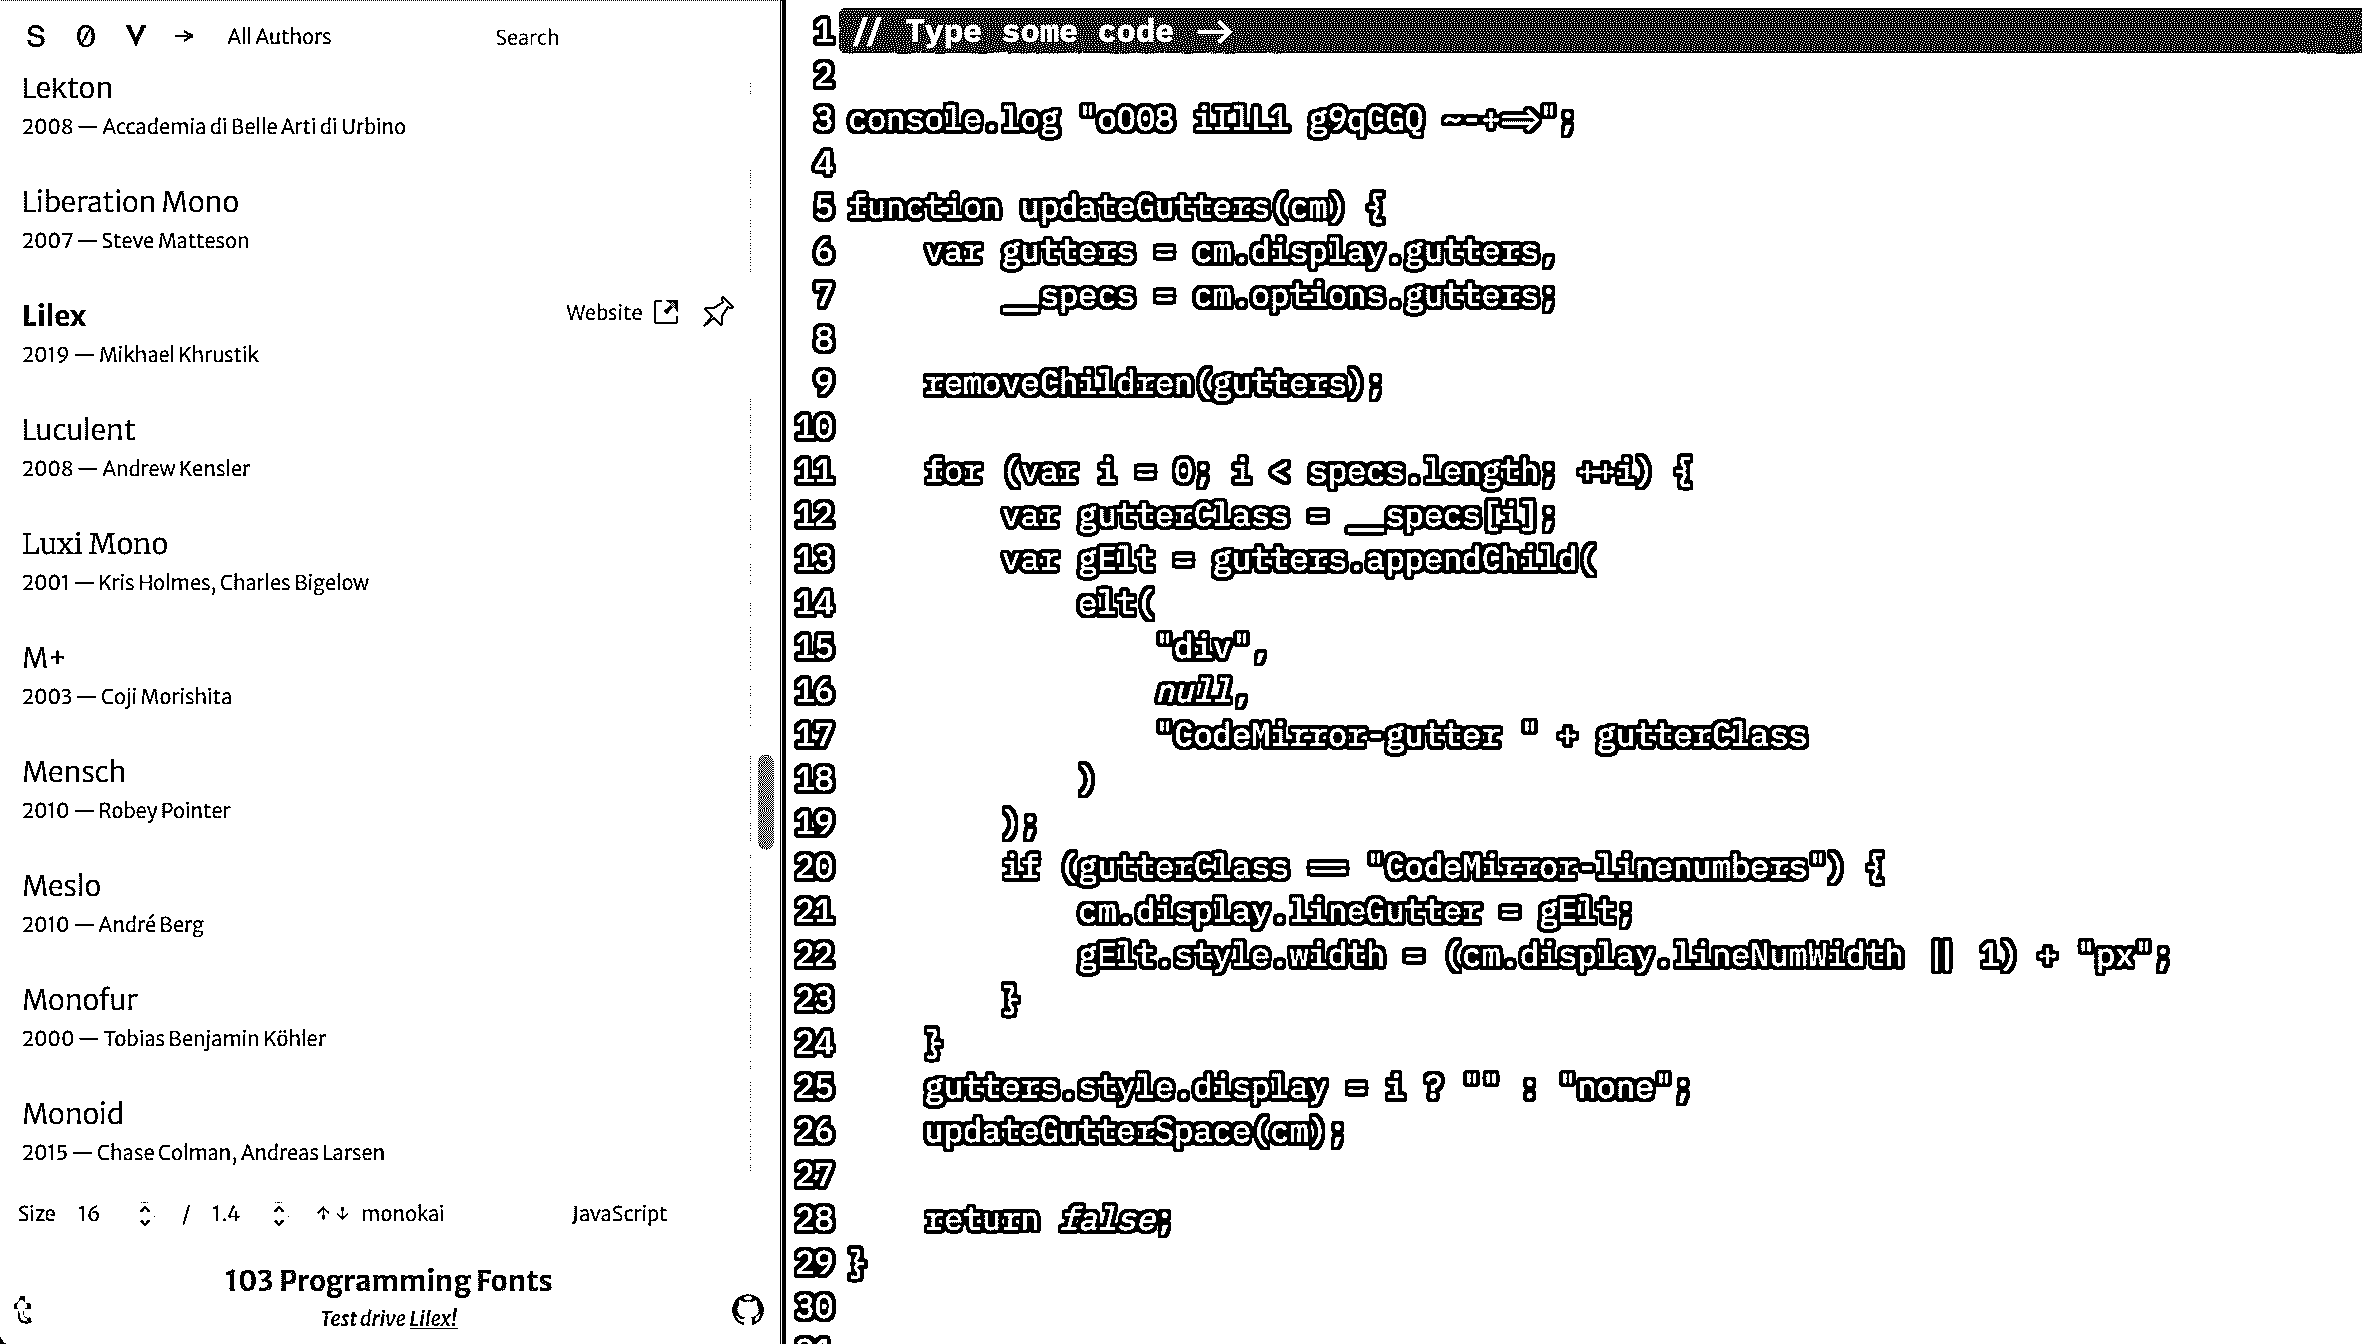 S Ø V → All Authors Search
Lekton
2008 — Accademia di Belle Arti di Urbino
Liberation Mono
2007 — Steve Matteson
Lilex Website
2019 — Mikhael Khrustik
Luculent
2008 — Andrew Kensler
Luxi Mono
2001 — Kris Holmes, Charles Bigelow
M+
2003 — Coji Morishita
Mensch
2010 — Robey Pointer
Meslo
2010 — André Berg
Monofur
2000 — Tobias Benjamin Köhler
Monoid
2015 — Chase Colman, Andreas Larsen
Size 16 / 1.4 ↑↓ monokai JavaScript
103 Programming Fonts
Test drive Lilex!
1 // Type some code ->
2
3 console.log "oO08 iIlL1 g9qCGQ ~-+=>";
4
5 function updateGutters(cm) {
6     var gutters = cm.display.gutters,
7         __specs = cm.options.gutters;
8
9     removeChildren(gutters);
10
11     for (var i = 0; i < specs.length; ++i) {
12         var gutterClass = __specs[i];
13         var gElt = gutters.appendChild(
14             elt(
15                 "div",
16                 null,
17                 "CodeMirror-gutter " + gutterClass
18             )
19         );
20         if (gutterClass == "CodeMirror-linenumbers") {
21             cm.display.lineGutter = gElt;
22             gElt.style.width = (cm.display.lineNumWidth || 1) + "px";
23         }
24     }
25     gutters.style.display = i ? "" : "none";
26     updateGutterSpace(cm);
27
28     return false;
29 }
30